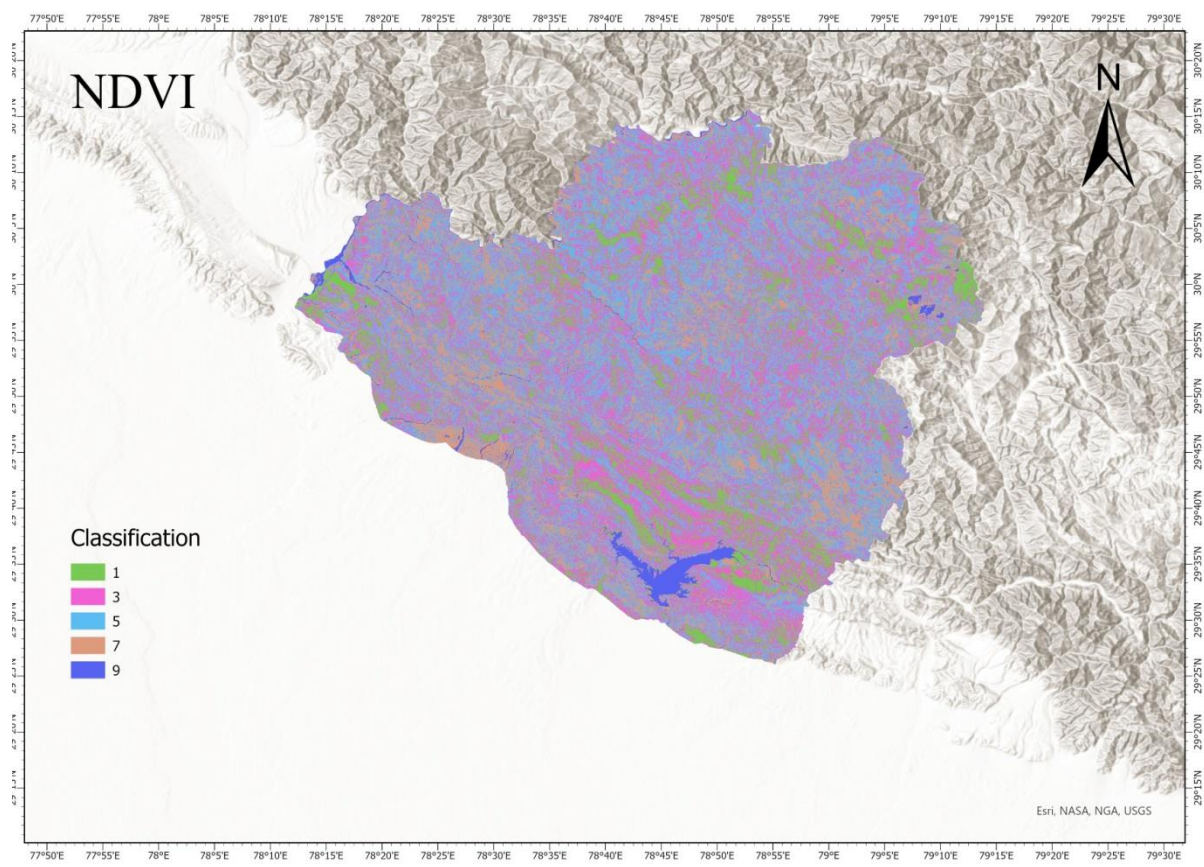 77°50'E 77°55'E 78°E 78°5'E 78°10'E 78°15'E 78°20'E 78°25'E 78°30'E 78°35'E 78°40'E 78°45'E 78°50'E 78°55'E 79°E 79°5'E 79°10'E 79°15'E 79°20'E 79°25'E 79°30'E
NDVI
N
Classification
1
3
5
7
9
30°20'N
30°15'N
30°10'N
30°5'N
30°N
29°55'N
29°50'N
29°45'N
29°40'N
29°35'N
29°30'N
29°25'N
29°20'N
29°15'N
Esri, NASA, NGA, USGS
77°50'E 77°55'E 78°E 78°5'E 78°10'E 78°15'E 78°20'E 78°25'E 78°30'E 78°35'E 78°40'E 78°45'E 78°50'E 78°55'E 79°E 79°5'E 79°10'E 79°15'E 79°20'E 79°25'E 79°30'E